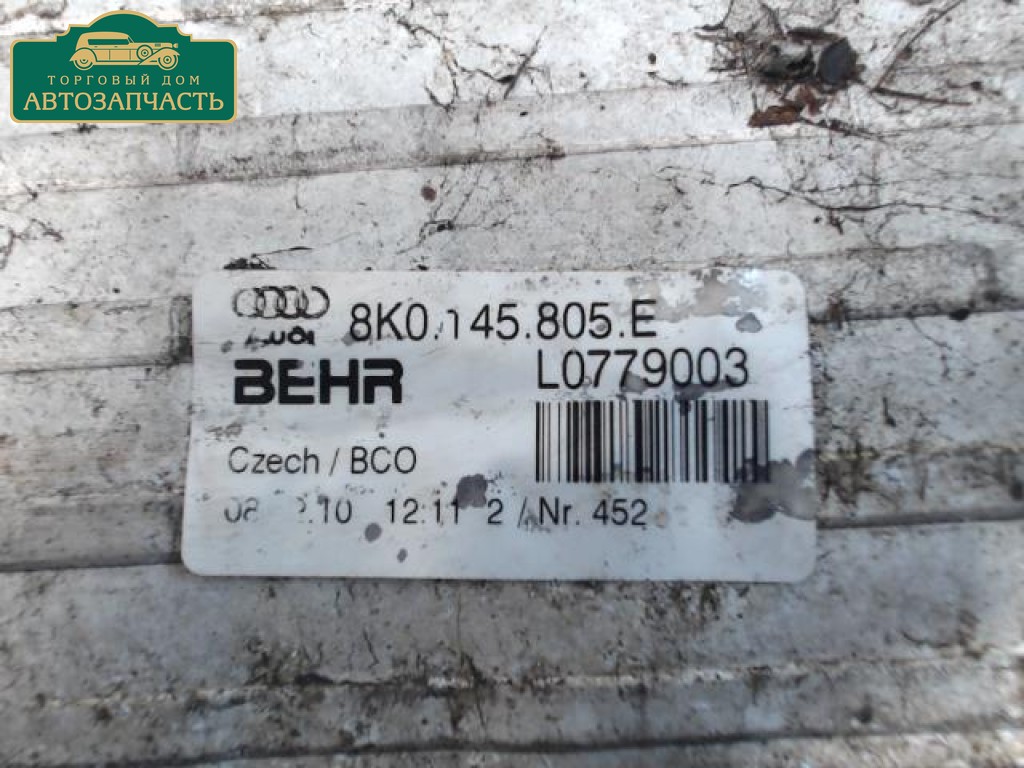 ТОРГОВЫЙ ДОМ
АВТОЗАПЧАСТЬ
8K0.145.805.E
Audi
BEHR
L0779003
Czech / BCO
12:11 2 / Nr. 452